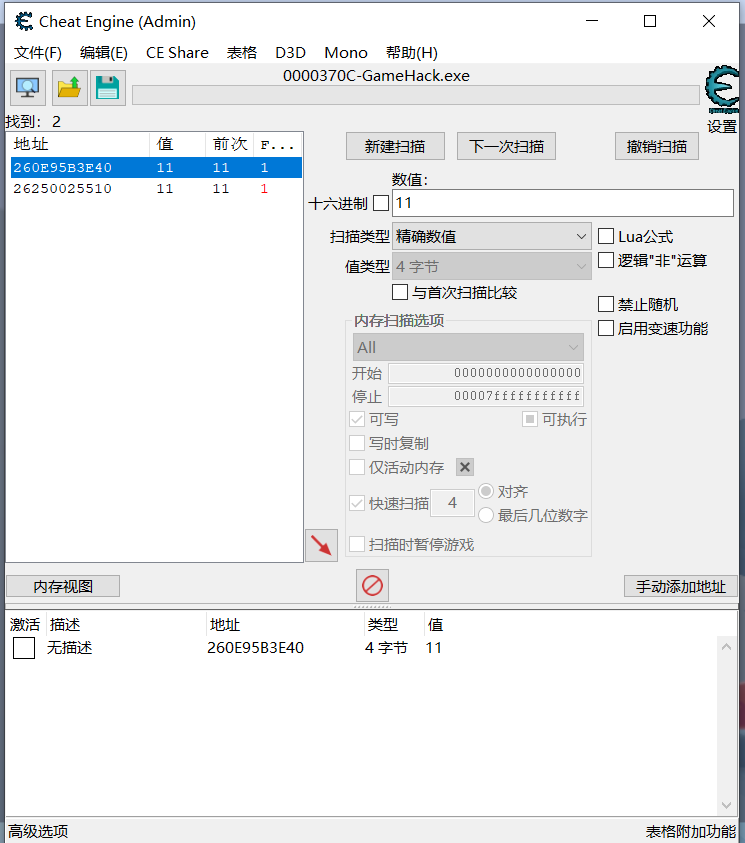 Cheat Engine (Admin)
文件(F) 编辑(E) CE Share 表格 D3D Mono 帮助(H)
0000370C-GameHack.exe
找到: 2
设置
地址 值 前次 F...
260E95B3E40 11 11 1
26250025510 11 11 1
新建扫描 下一次扫描 撤销扫描
数值:
十六进制 11
扫描类型 精确数值 Lua公式
值类型 4 字节 逻辑"非"运算
与首次扫描比较
禁止随机
内存扫描选项
启用变速功能
All
开始 0000000000000000
停止 00007fffffffffff
可写 可执行
写时复制
仅活动内存
快速扫描 4 对齐
最后几位数字
扫描时暂停游戏
内存视图 手动添加地址
激活 描述 地址 类型 值
无描述 260E95B3E40 4 字节 11
高级选项 表格附加功能